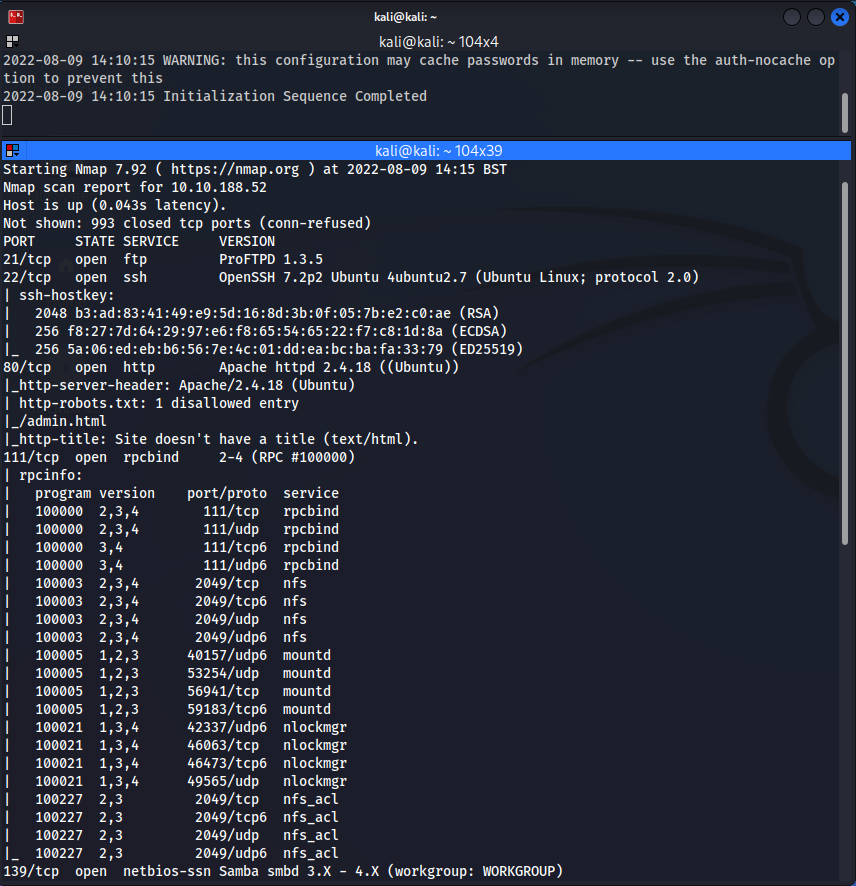 kali@kali: ~
kali@kali: ~ 104x4
2022-08-09 14:10:15 WARNING: this configuration may cache passwords in memory -- use the auth-nocache op
tion to prevent this
2022-08-09 14:10:15 Initialization Sequence Completed
kali@kali: ~ 104x39
Starting Nmap 7.92 ( https://nmap.org ) at 2022-08-09 14:15 BST
Nmap scan report for 10.10.188.52
Host is up (0.043s latency).
Not shown: 993 closed tcp ports (conn-refused)
PORT     STATE SERVICE     VERSION
21/tcp   open  ftp         ProFTPD 1.3.5
22/tcp   open  ssh         OpenSSH 7.2p2 Ubuntu 4ubuntu2.7 (Ubuntu Linux; protocol 2.0)
| ssh-hostkey:
|   2048 b3:ad:83:41:49:e9:5d:16:8d:3b:0f:05:7b:e2:c0:ae (RSA)
|   256 f8:27:7d:64:29:97:e6:f8:65:54:65:22:f7:c8:1d:8a (ECDSA)
|_  256 5a:06:ed:eb:b6:56:7e:4c:01:dd:ea:bc:ba:fa:33:79 (ED25519)
80/tcp   open  http        Apache httpd 2.4.18 ((Ubuntu))
|_http-server-header: Apache/2.4.18 (Ubuntu)
| http-robots.txt: 1 disallowed entry
|_/admin.html
|_http-title: Site doesn't have a title (text/html).
111/tcp  open  rpcbind     2-4 (RPC #100000)
| rpcinfo:
|   program version    port/proto  service
|   100000  2,3,4        111/tcp   rpcbind
|   100000  2,3,4        111/udp   rpcbind
|   100000  3,4          111/tcp6  rpcbind
|   100000  3,4          111/udp6  rpcbind
|   100003  2,3,4       2049/tcp   nfs
|   100003  2,3,4       2049/tcp6  nfs
|   100003  2,3,4       2049/udp   nfs
|   100003  2,3,4       2049/udp6  nfs
|   100005  1,2,3      40157/udp6  mountd
|   100005  1,2,3      53254/udp   mountd
|   100005  1,2,3      56941/tcp   mountd
|   100005  1,2,3      59183/tcp6  mountd
|   100021  1,3,4      42337/udp6  nlockmgr
|   100021  1,3,4      46063/tcp   nlockmgr
|   100021  1,3,4      46473/tcp6  nlockmgr
|   100021  1,3,4      49565/udp   nlockmgr
|   100227  2,3         2049/tcp   nfs_acl
|   100227  2,3         2049/tcp6  nfs_acl
|   100227  2,3         2049/udp   nfs_acl
|_  100227  2,3         2049/udp6  nfs_acl
139/tcp  open  netbios-ssn Samba smbd 3.X - 4.X (workgroup: WORKGROUP)